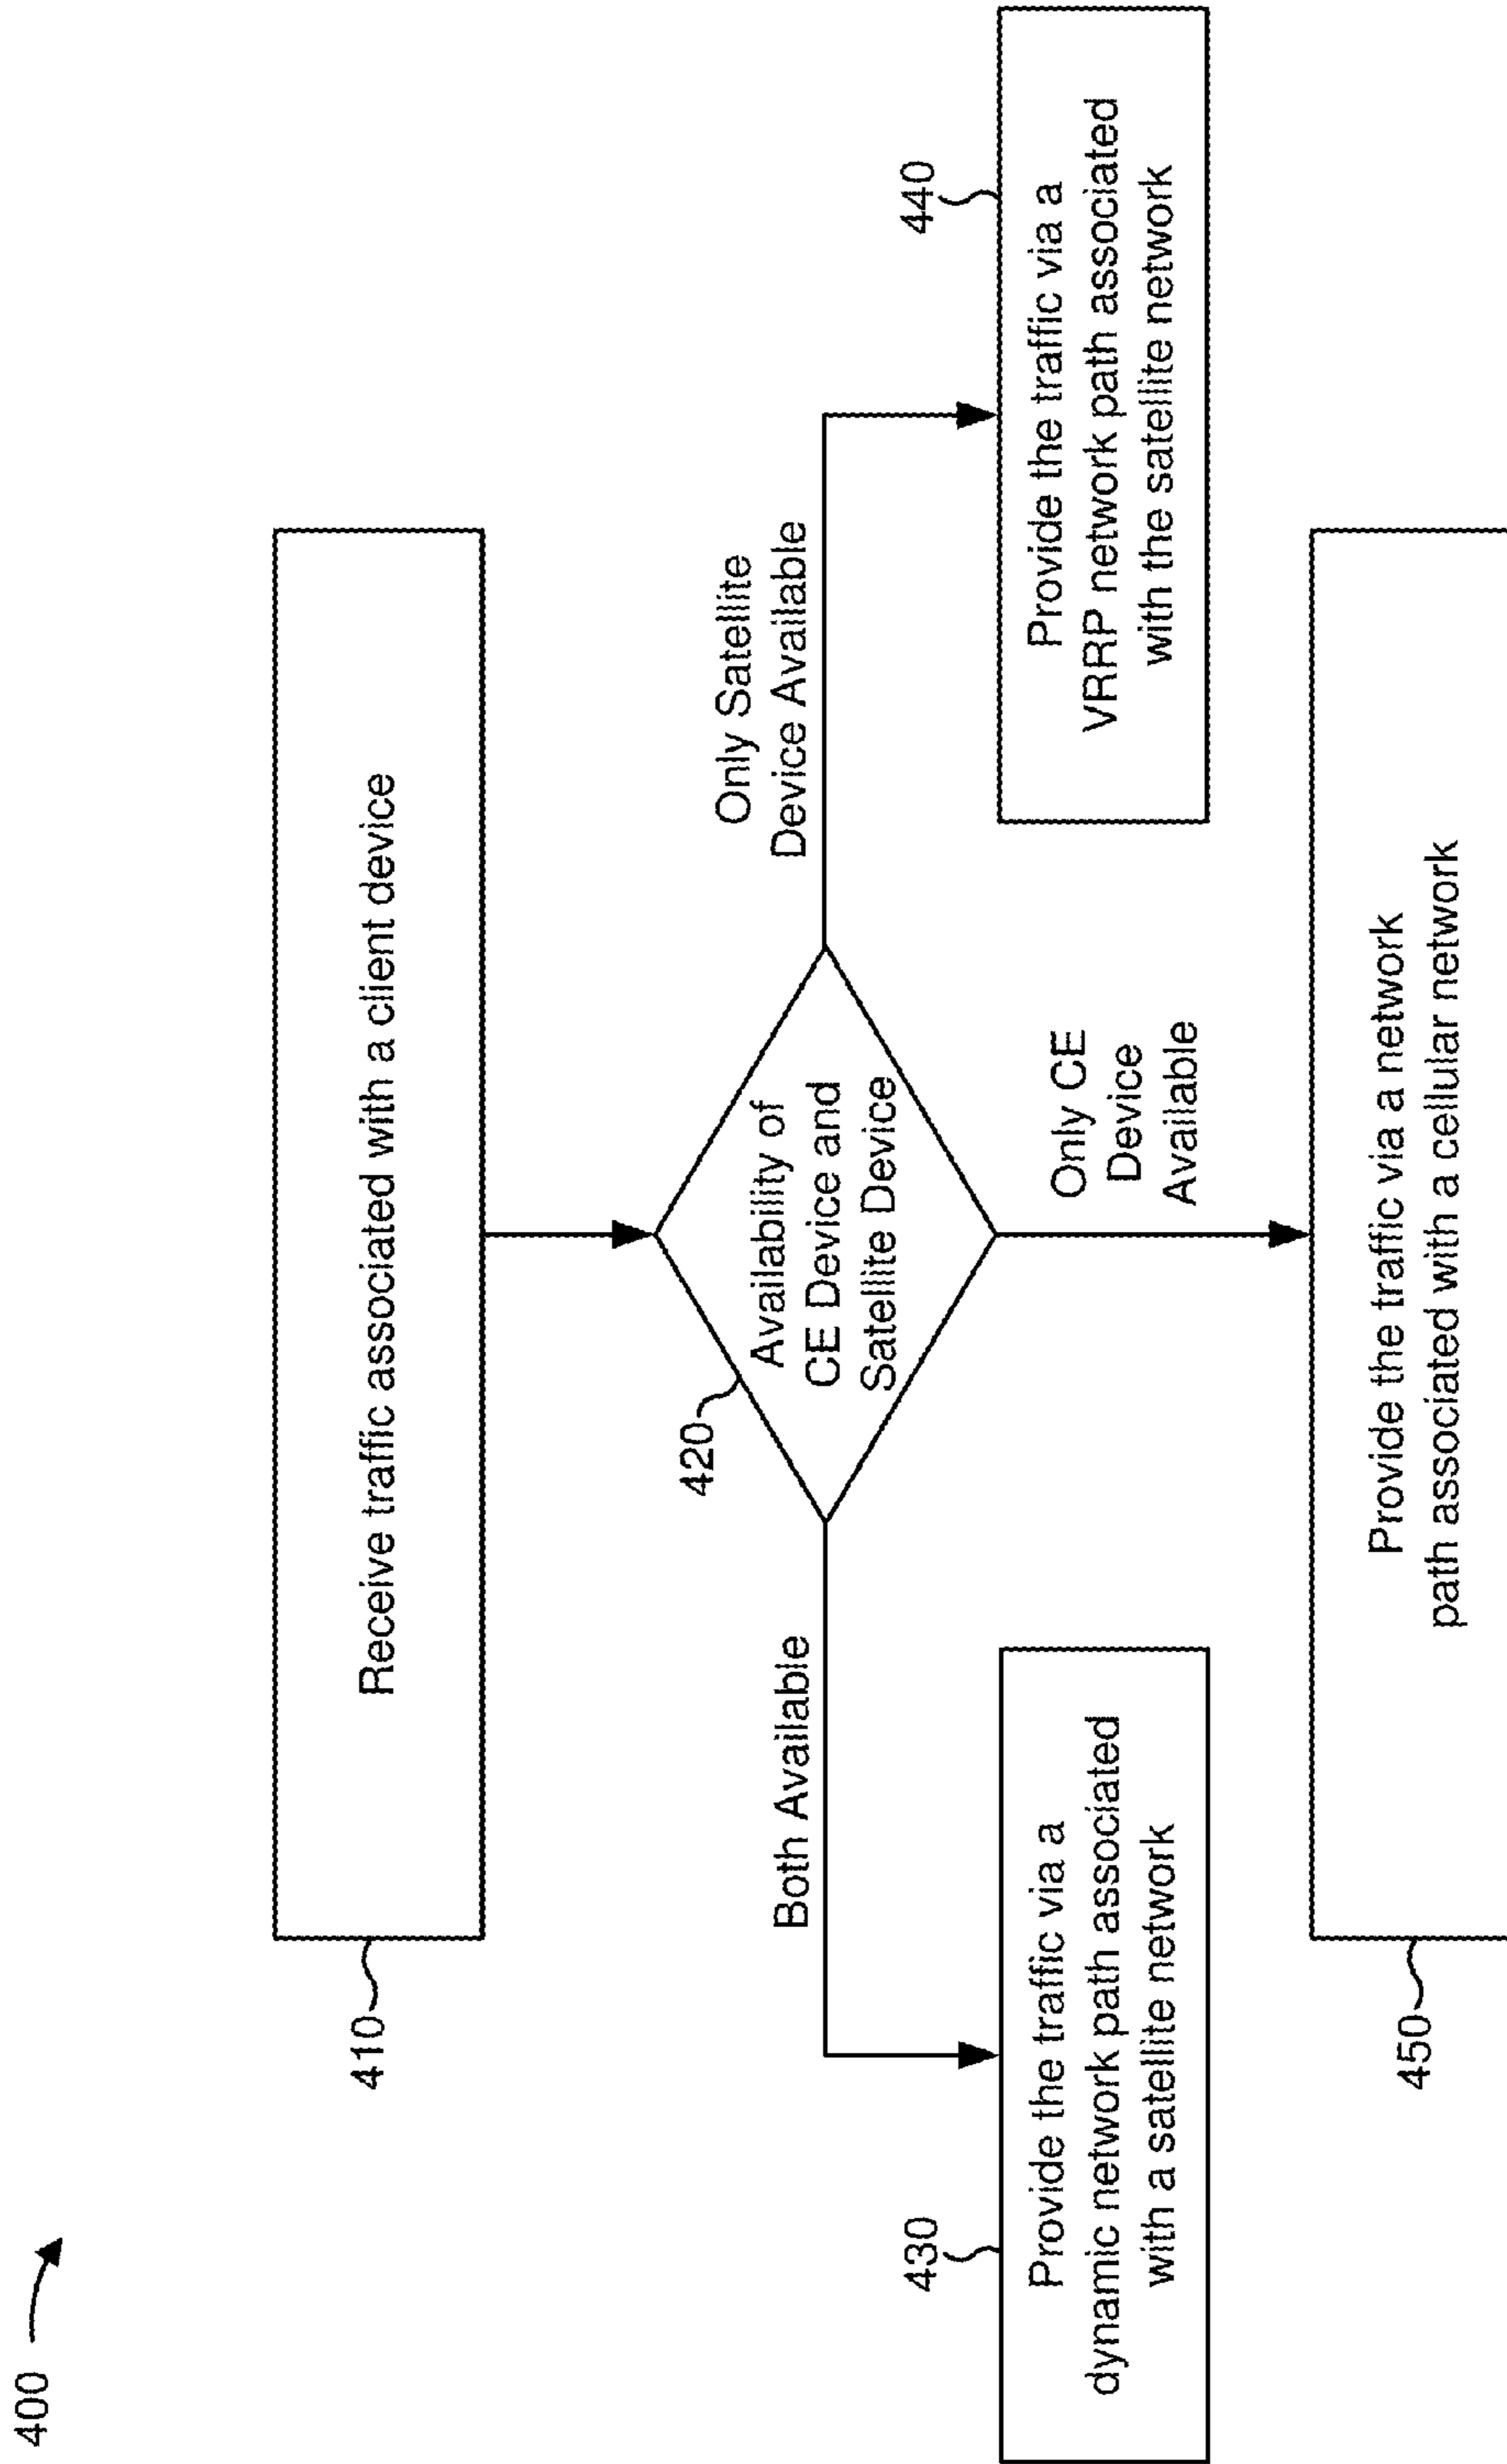 400
410
Receive traffic associated with a client device
420
Availability of
CE Device and
Satellite Device
Both Available
Only Satellite
Device Available
Only CE
Device
Available
430
Provide the traffic via a
dynamic network path associated
with a satellite network
440
Provide the traffic via a
VRRP network path associated
with the satellite network
450
Provide the traffic via a network
path associated with a cellular network